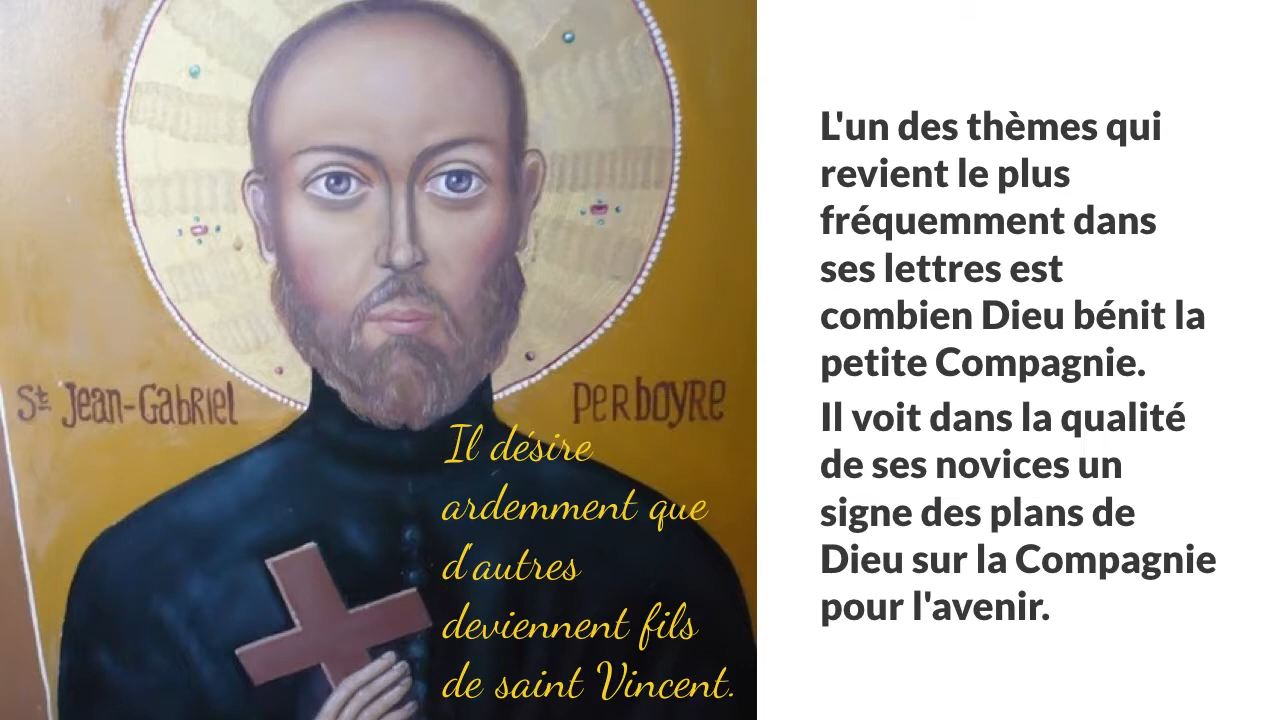 St Jean-Gabriel Perboyre
Il désire
ardemment que
d'autres
deviennent fils
de saint Vincent.
L'un des thèmes qui
revient le plus
fréquemment dans
ses lettres est
combien Dieu bénit la
petite Compagnie.
Il voit dans la qualité
de ses novices un
signe des plans de
Dieu sur la Compagnie
pour l'avenir.